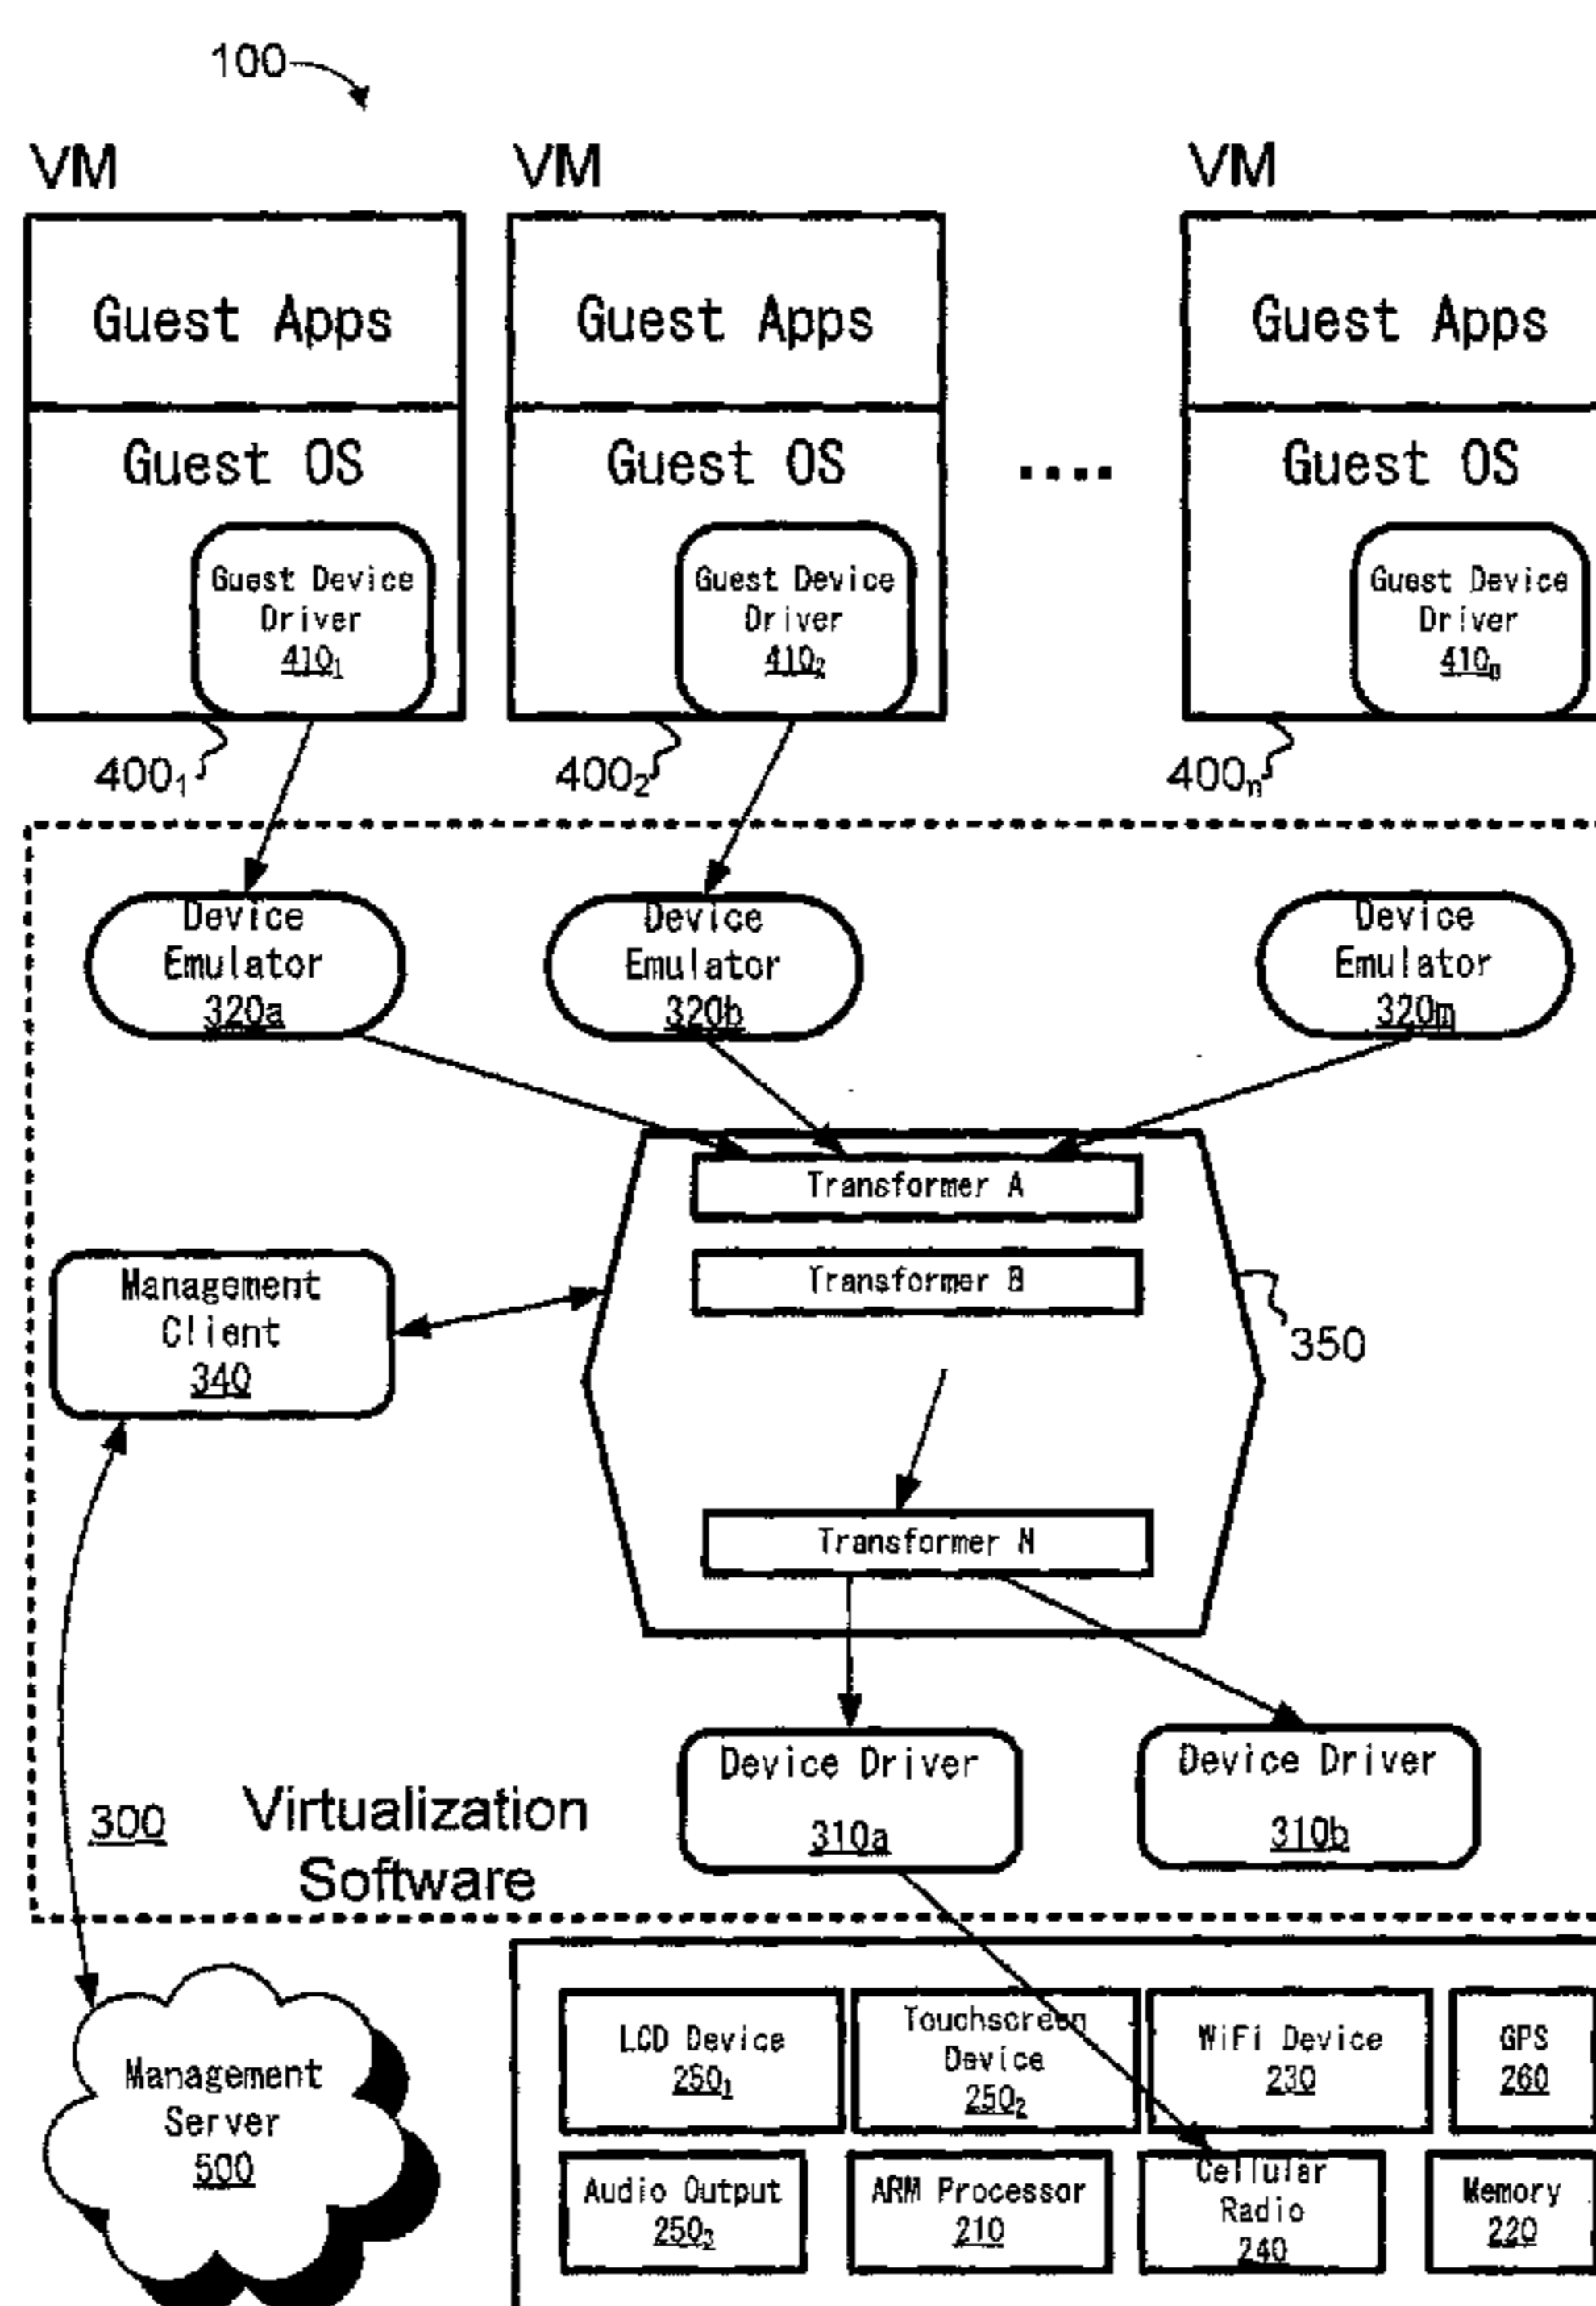 100
VM
VM
VM
Guest Apps
Guest Apps
Guest Apps
Guest OS
Guest OS
....
Guest OS
Guest Device
Driver
410₁
Guest Device
Driver
410₂
Guest Device
Driver
410ₙ
400₁
400₂
400ₙ
Device
Emulator
320a
Device
Emulator
320b
Device
Emulator
320m
Transformer A
Transformer B
Management
Client
340
350
Transformer N
Device Driver
310a
Device Driver
310b
300
Virtualization
Software
Management
Server
500
LCD Device
250₁
Touchscreen
Device
250₂
WiFi Device
230
GPS
260
Audio Output
250₃
ARM Processor
210
Cellular
Radio
240
Memory
220